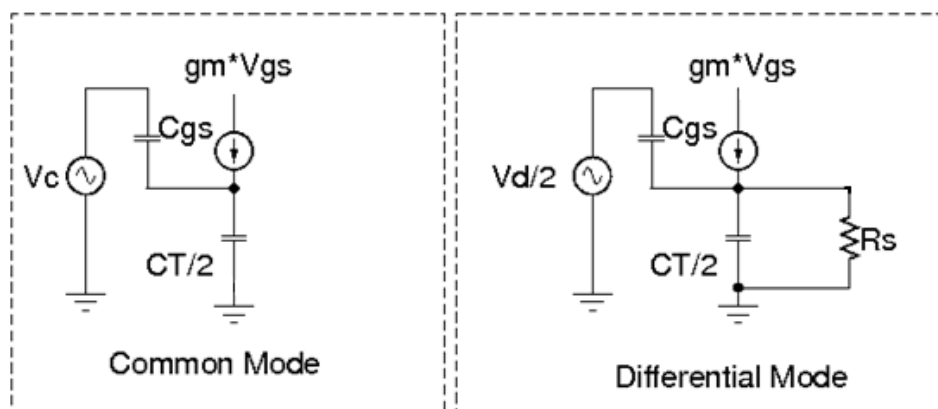 gm*Vgs
Cgs
Vc
CT/2
Common Mode
gm*Vgs
Cgs
Vd/2
Rs
CT/2
Differential Mode